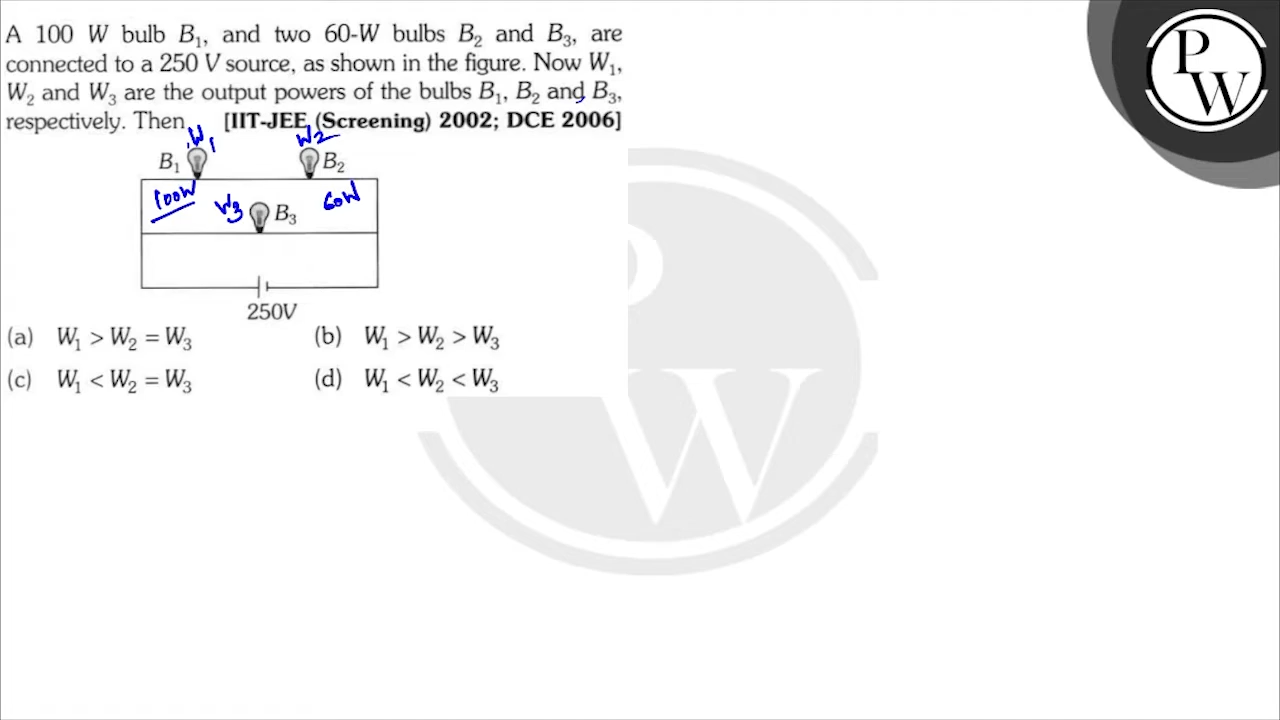 A 100 W bulb B₁, and two 60-W bulbs B₂ and B₃, are
connected to a 250 V source, as shown in the figure. Now W₁,
W₂ and W₃ are the output powers of the bulbs B₁, B₂ and B₃,
respectively. Then [IIT-JEE (Screening) 2002; DCE 2006]
W₁ W₂
B₁ B₂
100W W₃ B₃ 60W
250V
(a) W₁ > W₂ = W₃ (b) W₁ > W₂ > W₃
(c) W₁ < W₂ = W₃ (d) W₁ < W₂ < W₃
P
W
P
W